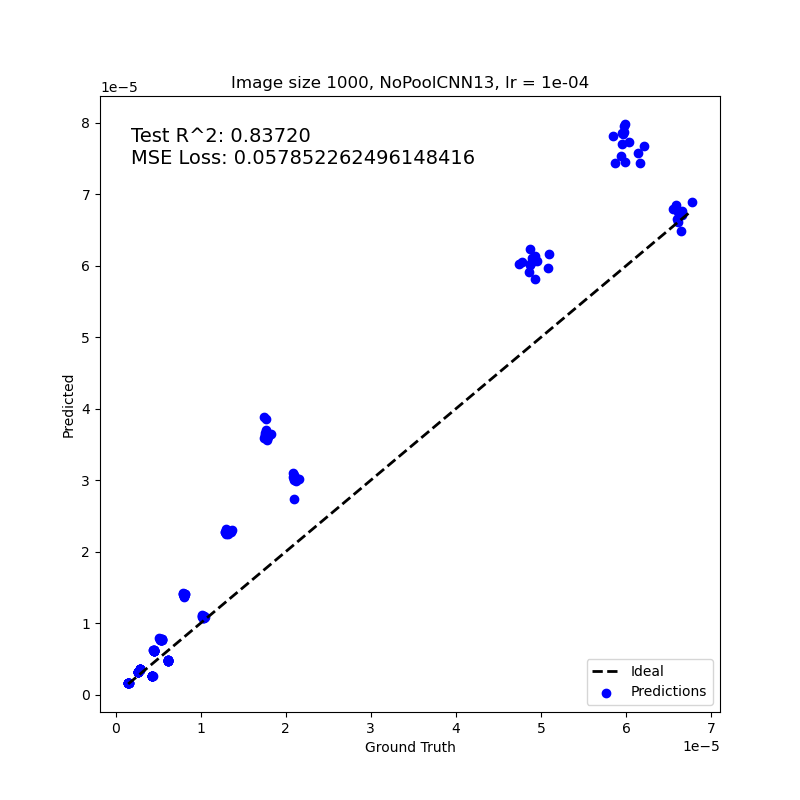 Image size 1000, NoPoolCNN13, lr = 1e-04
1e−5
Test R^2: 0.83720
MSE Loss: 0.057852262496148416
8
7
6
5
4
3
2
1
0
Predicted
Ideal
Predictions
0 1 2 3 4 5 6 7
Ground Truth
1e−5